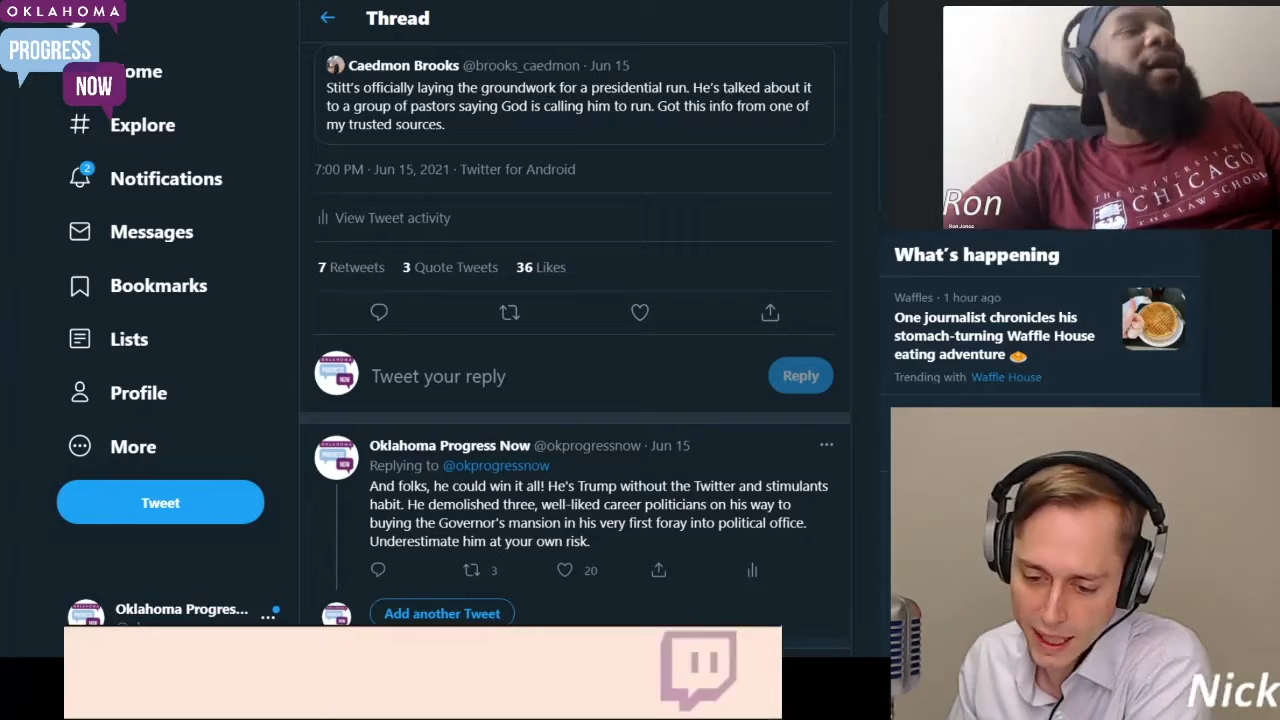 OKLAHOMA
PROGRESS
NOW
ome
Explore
Notifications
2
Messages
Bookmarks
Lists
Profile
More
Tweet
Oklahoma Progres...
Thread
Caedmon Brooks @brooks_caedmon · Jun 15
Stitt's officially laying the groundwork for a presidential run. He's talked about it
to a group of pastors saying God is calling him to run. Got this info from one of
my trusted sources.
7:00 PM · Jun 15, 2021 · Twitter for Android
View Tweet activity
7 Retweets 3 Quote Tweets 36 Likes
Tweet your reply
Reply
Oklahoma Progress Now @okprogressnow · Jun 15
Replying to @okprogressnow
And folks, he could win it all! He's Trump without the Twitter and stimulants
habit. He demolished three, well-liked career politicians on his way to
buying the Governor's mansion in his very first foray into political office.
Underestimate him at your own risk.
3 20
Add another Tweet
THE UNIVERSITY OF
CHICAGO
THE LAW SCHOOL
Ron
Ron Jones
What's happening
Waffles · 1 hour ago
One journalist chronicles his
stomach-turning Waffle House
eating adventure
Trending with Waffle House
Nick